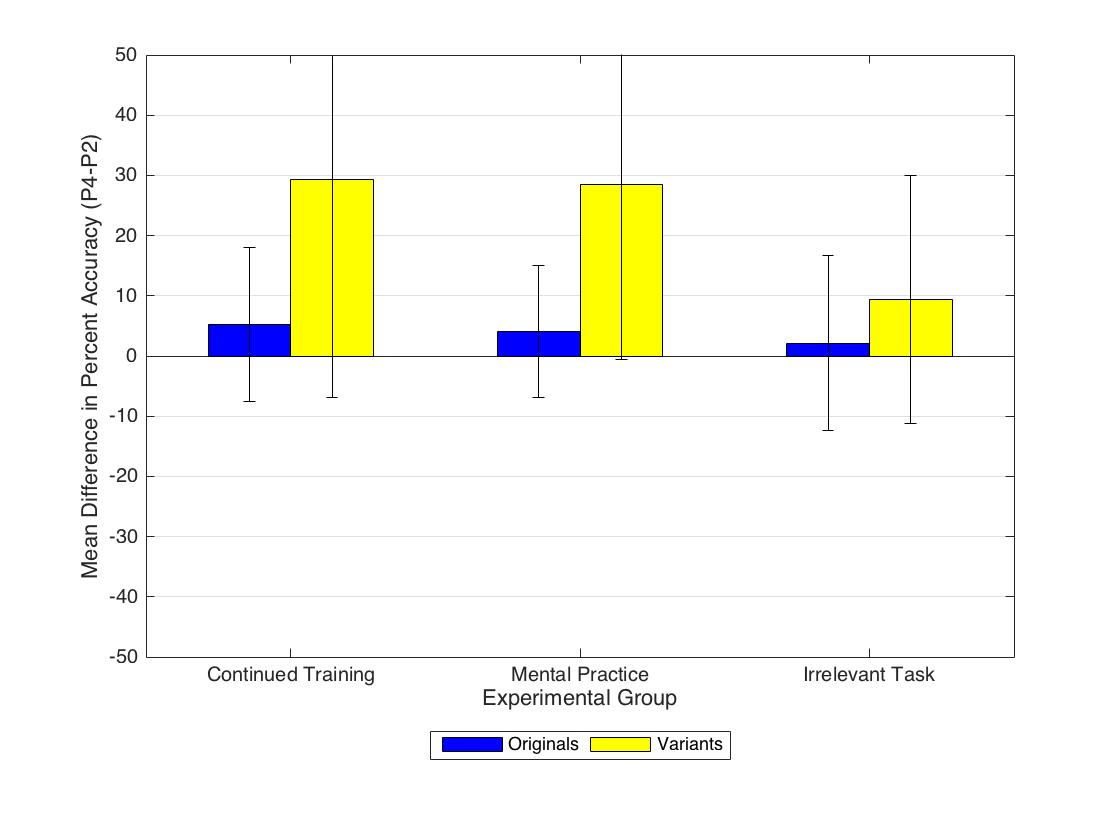 Mean Difference in Percent Accuracy (P4-P2)
50
40
30
20
10
0
-10
-20
-30
-40
-50
Continued Training
Mental Practice
Irrelevant Task
Experimental Group
Originals
Variants